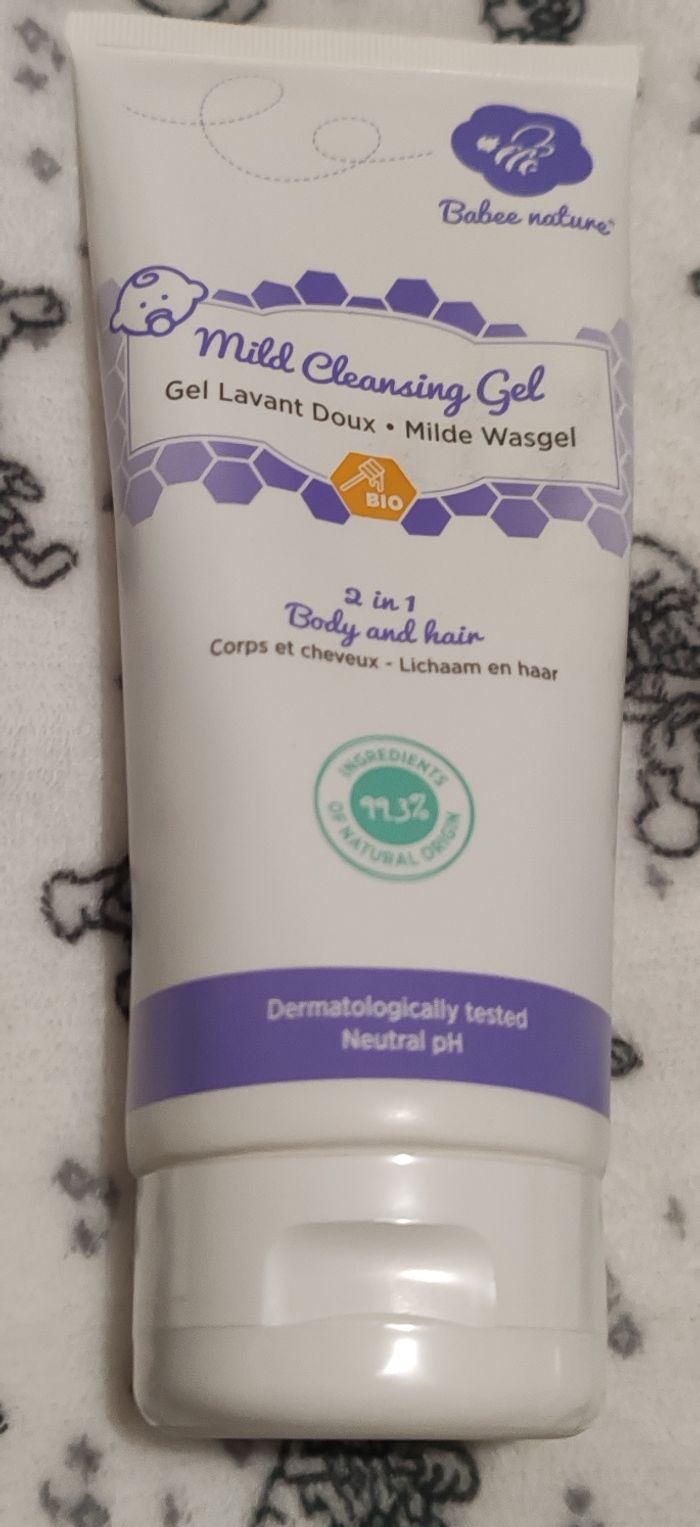 Babee nature
Mild Cleansing Gel
Gel Lavant Doux • Milde Wasgel
BIO
2 in 1
Body and hair
Corps et cheveux - Lichaam en haar
INGREDIENTS
99.3%
OF NATURAL ORIGIN
Dermatologically tested
Neutral pH